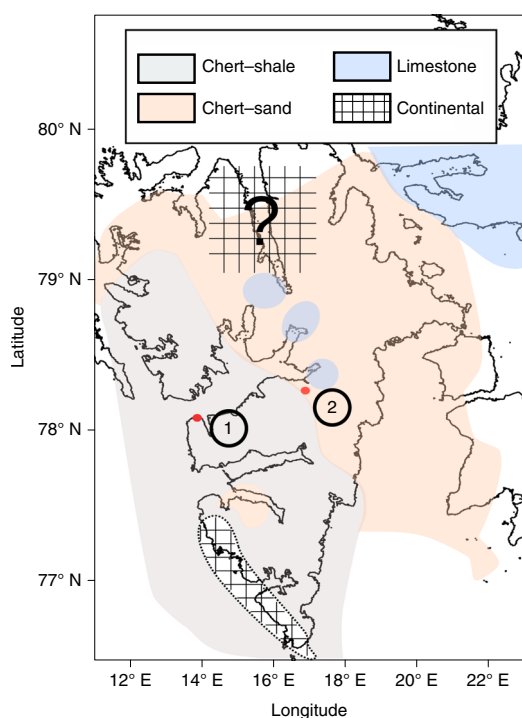 Chert–shale
Limestone
Chert–sand
Continental
80° N
?
79° N
Latitude
2
1
78° N
77° N
12° E 14° E 16° E 18° E 20° E 22° E
Longitude